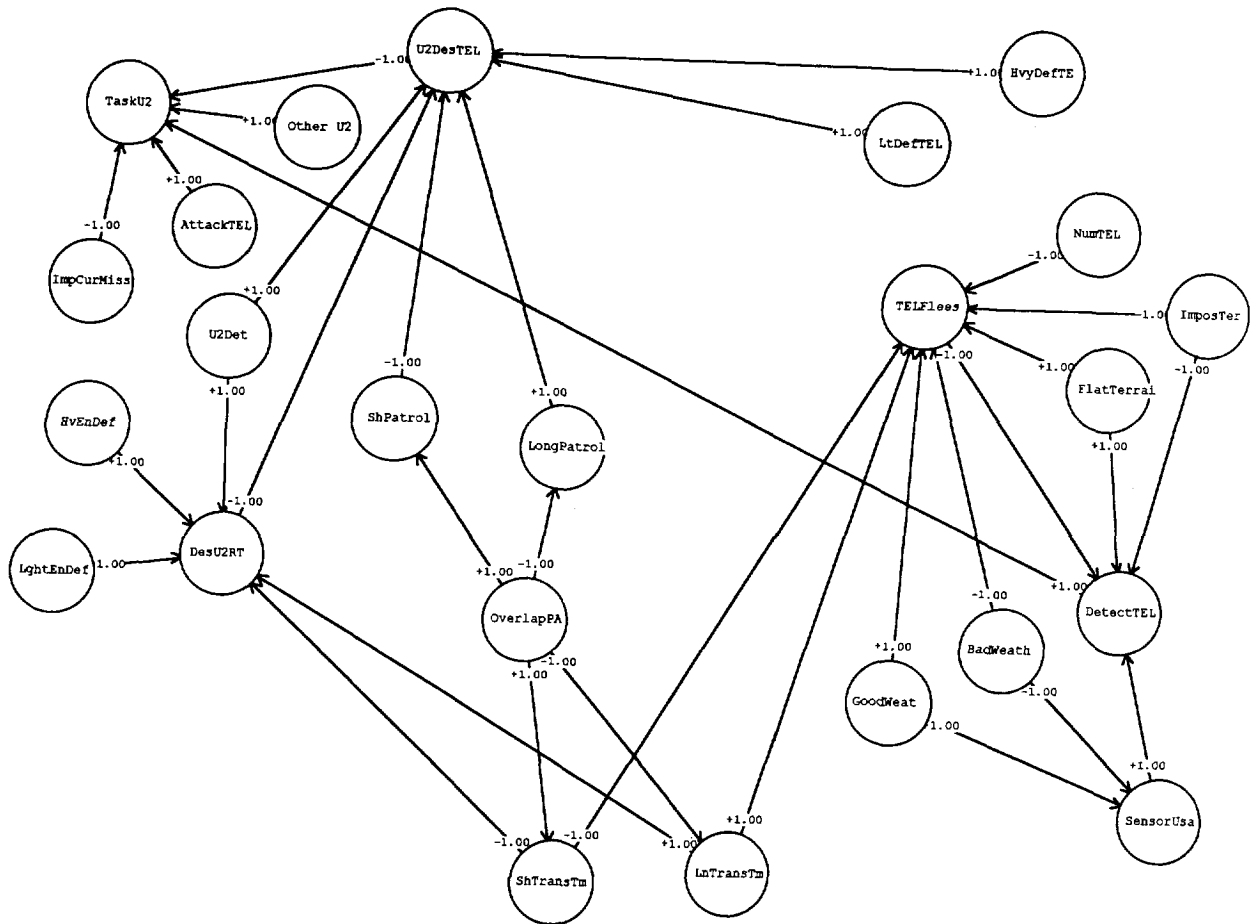 U2DesTEL
-1.00
+1.0
HvyDefTE
TaskU2
+1.0
Other U2
+1.00
LtDefTEL
+1.00
AttackTEL
-1.00
NumTEL
-1.00
ImpCurMiss
+1.00
U2Det
TELFlees
-1.0
ImposTer
-1.00
-1.00
-1.00
+1.00
FlatTerrai
+1.00
ShPatrol
+1.00
HvEnDef
LongPatrol
+1.00
+1.00
-1.00
DesU2RT
LghtEnDef
1.00
+1.00
-1.00
+1.00
DetectTEL
OverlapPA
-1.00
BadWeath
+1.00
-1.00
+1.00
GoodWeat
-1.00
+1.00
+1.00
SensorUsa
-1.00
-1.00
+1.00
+1.00
ShTransTm
LnTransTm